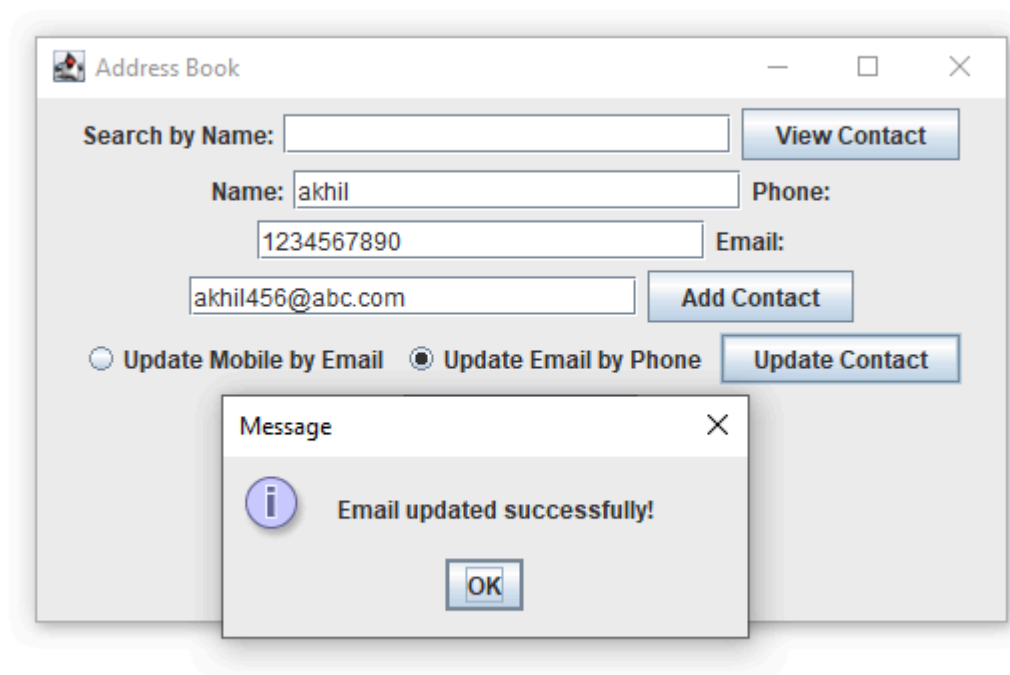 Address Book
Search by Name: View Contact
Name: akhil Phone:
1234567890 Email:
akhil456@abc.com Add Contact
Update Mobile by Email Update Email by Phone Update Contact
Message
i Email updated successfully!
OK